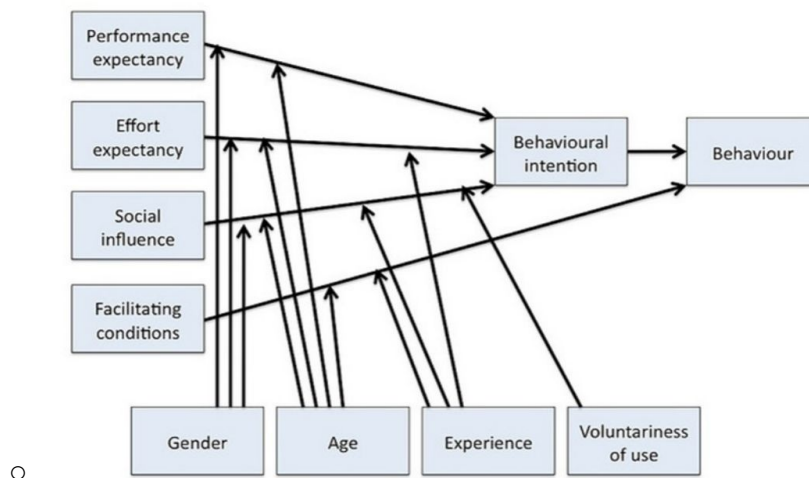 Performance
expectancy
Effort
expectancy
Behavioural
intention
Behaviour
Social
influence
Facilitating
conditions
Gender
Age
Experience
Voluntariness
of use